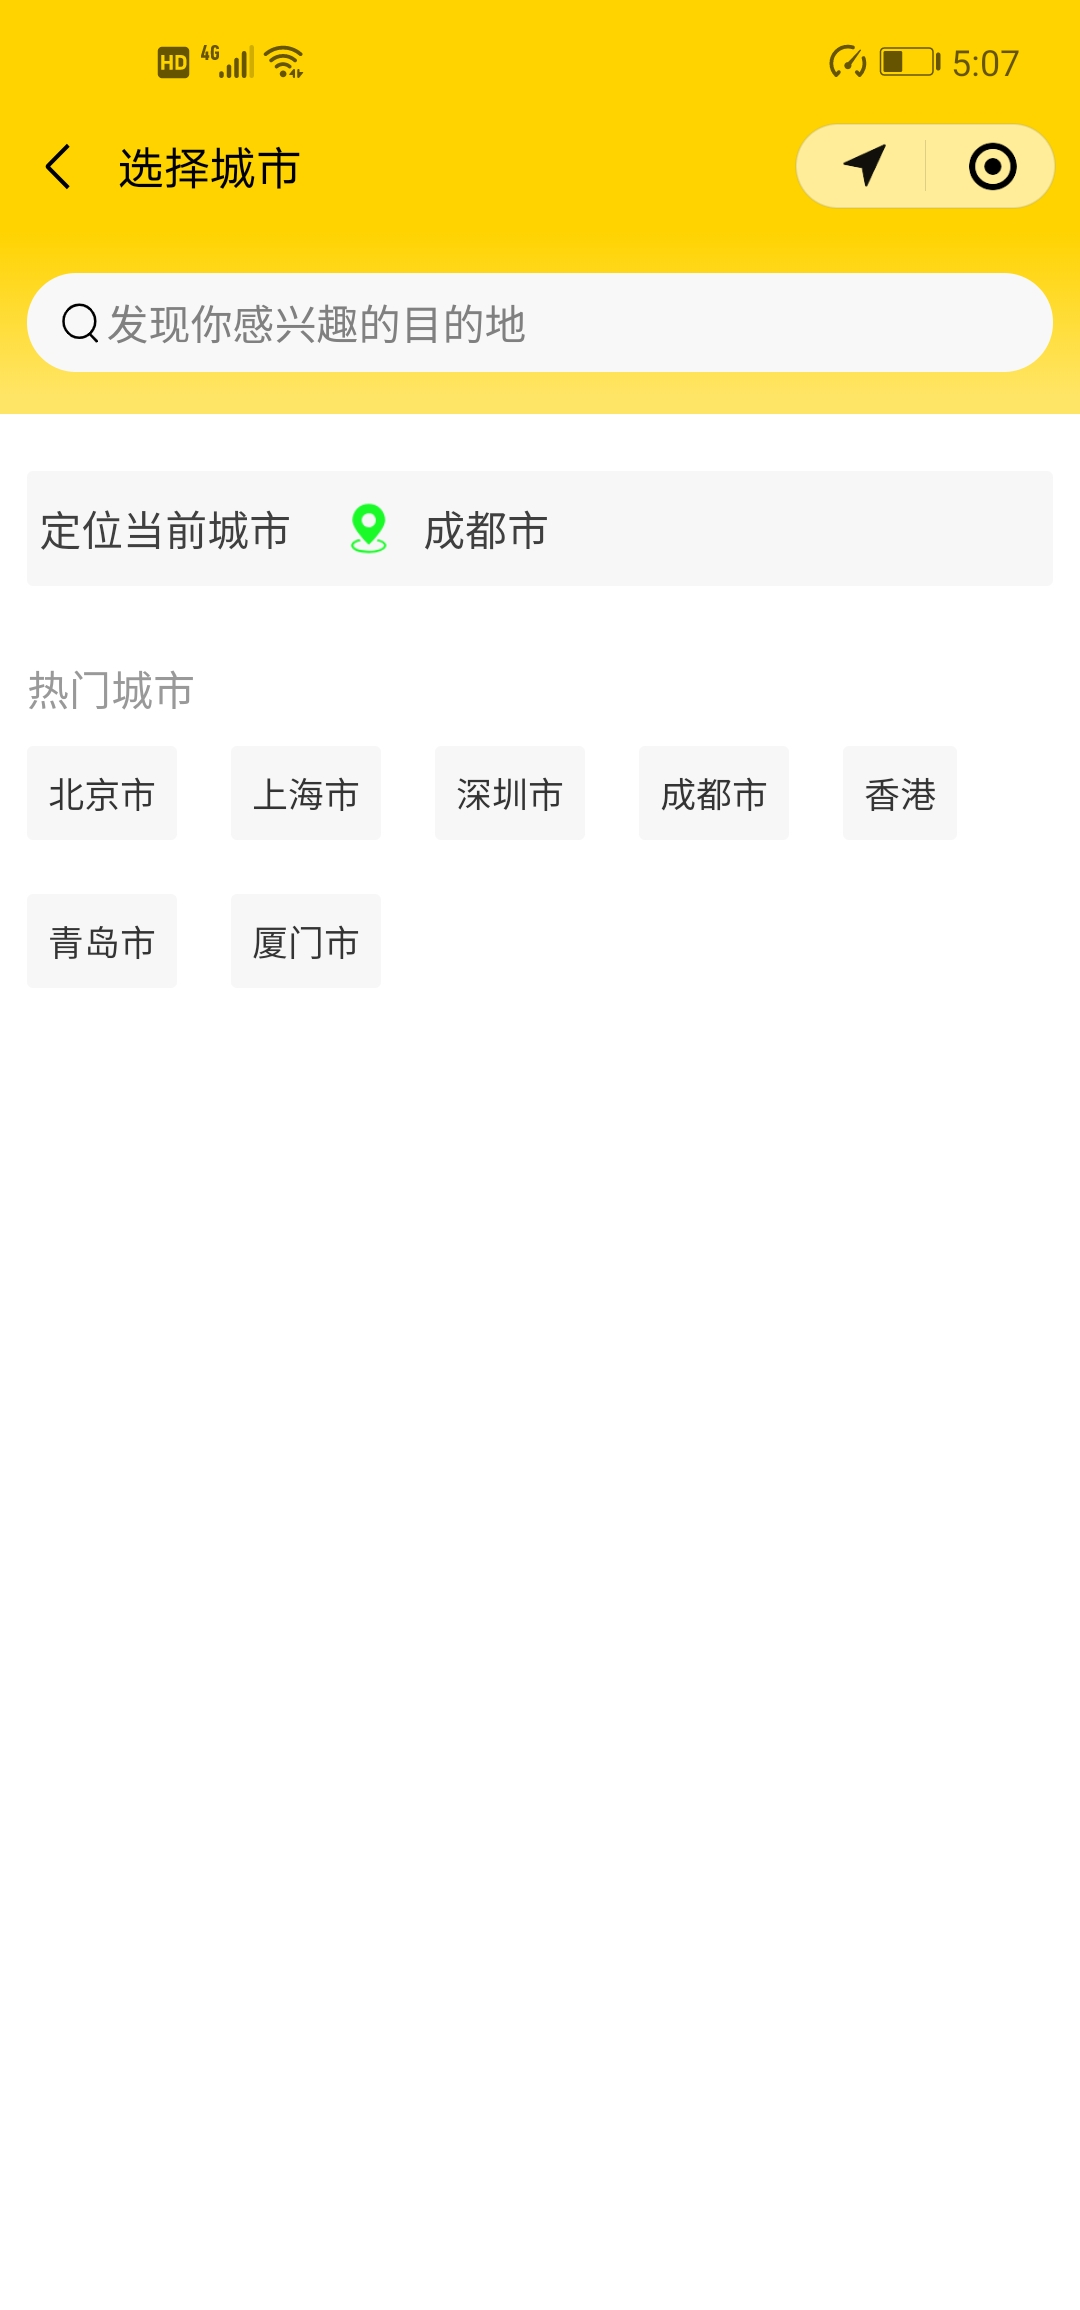 HD 4G 5:07
选择城市
发现你感兴趣的目的地
定位当前城市 成都市
热门城市
北京市 上海市 深圳市 成都市 香港
青岛市 厦门市